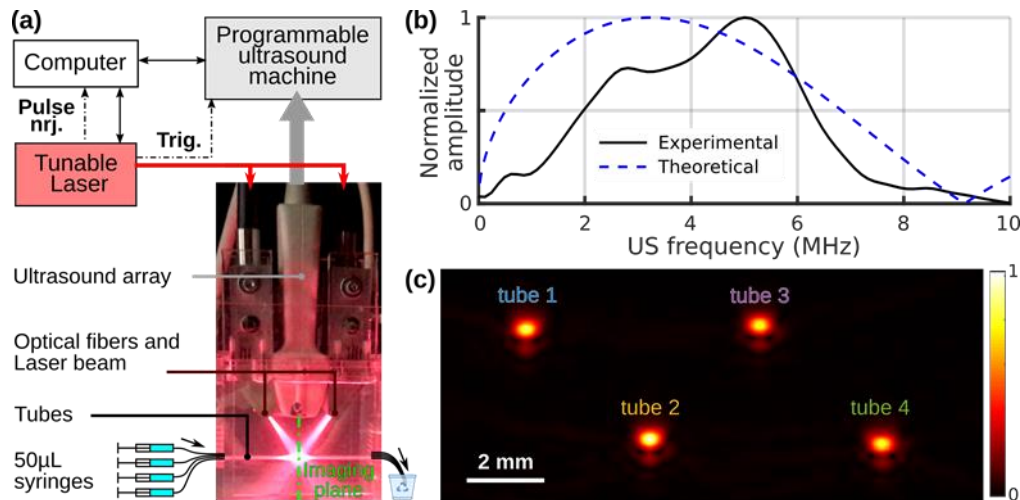 (a)
Computer
Programmable
ultrasound
machine
Pulse
nrj.
Trig.
Tunable
Laser
Ultrasound array
Optical fibers and
Laser beam
Tubes
50µL
syringes
Imaging
plane
(b)
Normalized
amplitude
1
0
Experimental
Theoretical
0 2 4 6 8 10
US frequency (MHz)
(c)
tube 1
tube 3
tube 2
tube 4
2 mm
1
0